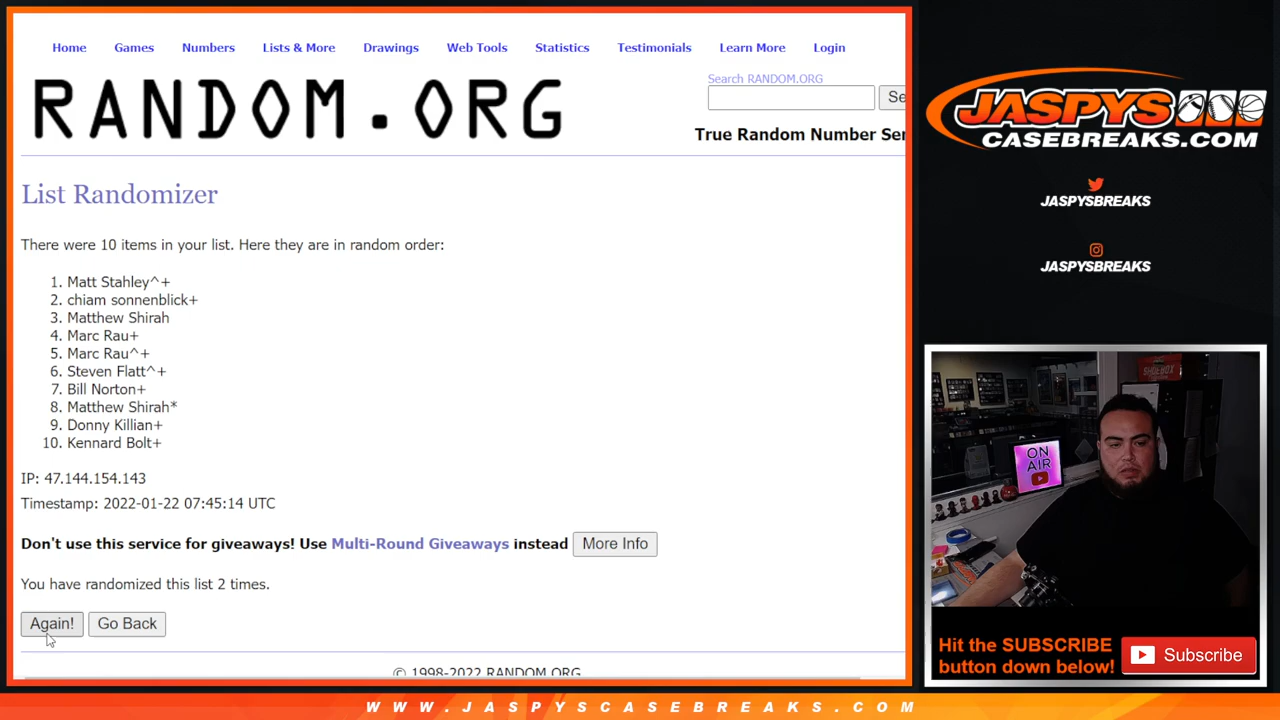 Home Games Numbers Lists & More Drawings Web Tools Statistics Testimonials Learn More Login
RANDOM.ORG
Search RANDOM.ORG
Se
True Random Number Ser
List Randomizer
There were 10 items in your list. Here they are in random order:
1. Matt Stahley^+
2. chiam sonnenblick+
3. Matthew Shirah
4. Marc Rau+
5. Marc Rau^+
6. Steven Flatt^+
7. Bill Norton+
8. Matthew Shirah*
9. Donny Killian+
10. Kennard Bolt+
IP: 47.144.154.143
Timestamp: 2022-01-22 07:45:14 UTC
Don't use this service for giveaways! Use Multi-Round Giveaways instead More Info
You have randomized this list 2 times.
Again! Go Back
© 1998-2022 RANDOM.ORG
JASPYS
CASEBREAKS.COM
JASPYSBREAKS
JASPYSBREAKS
ON
AIR
Hit the SUBSCRIBE
button down below!
Subscribe
WWW.JASPYSCASEBREAKS.COM